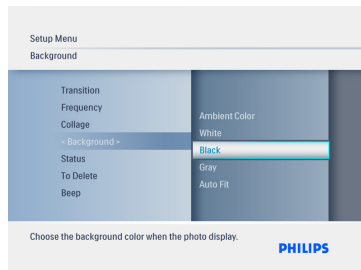 Setup Menu
Background
Transition
Frequency
Collage
< Background >
Status
To Delete
Beep
Ambient Color
White
Black
Gray
Auto Fit
Choose the background color when the photo display.
PHILIPS